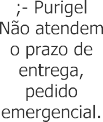 ;- Purigel
Não atendem
o prazo de
entrega,
pedido
emergencial.